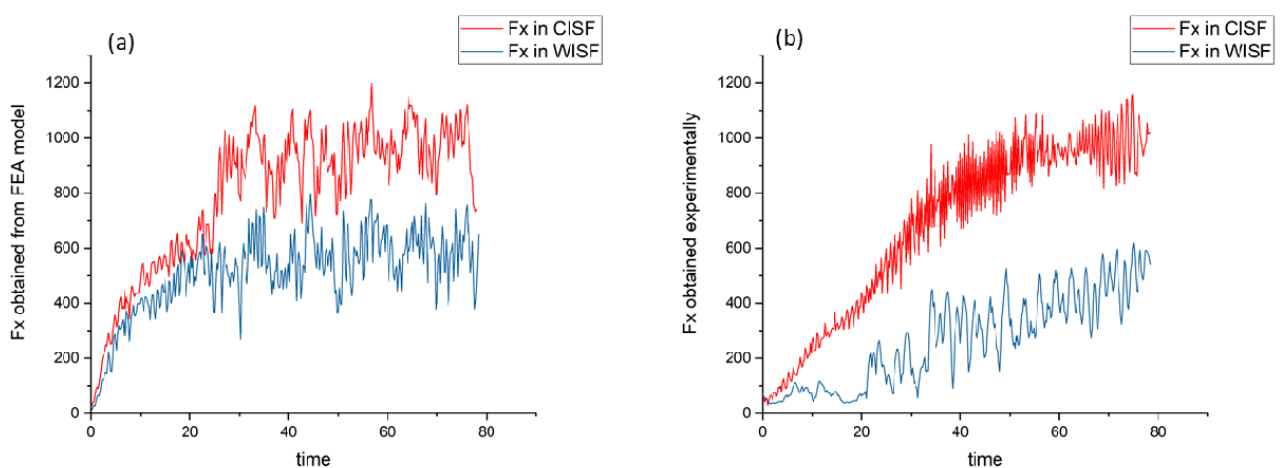 (a)
Fx in CISF
Fx in WISF
1200
1000
800
600
400
200
0
Fx obtained from FEA model
0 20 40 60 80
time
(b)
Fx in CISF
Fx in WISF
1200
1000
800
600
400
200
0
Fx obtained experimentally
0 20 40 60 80
time